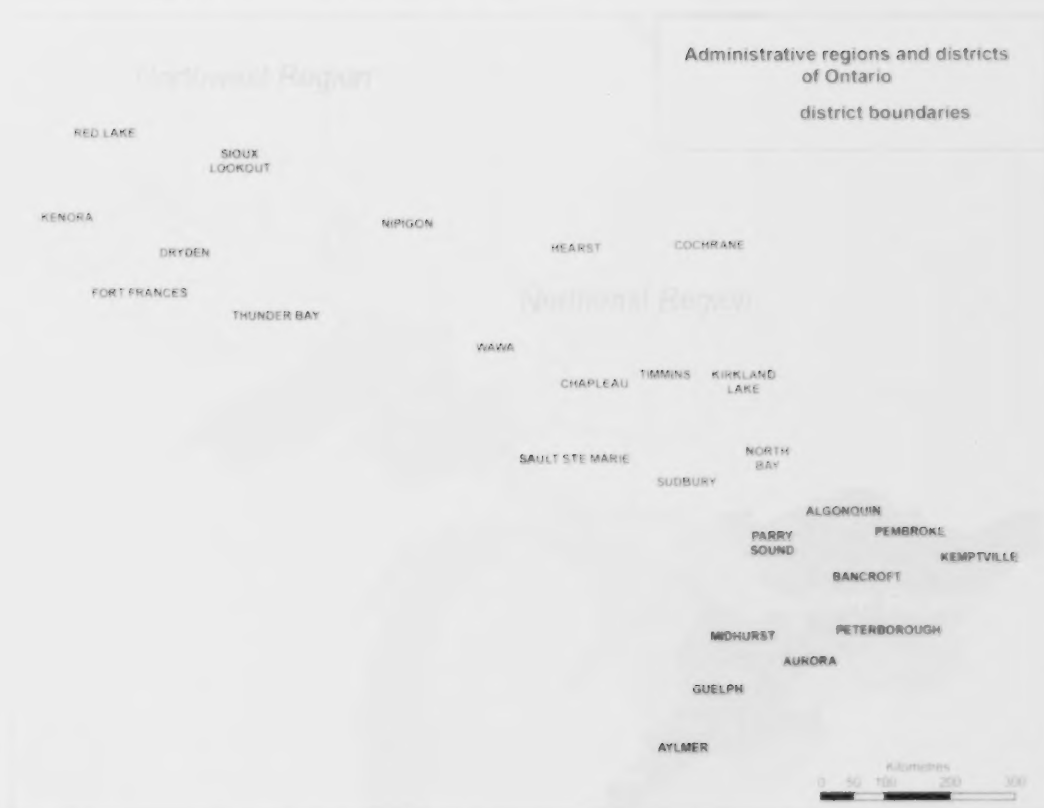 Northwest Region
Administrative regions and districts
of Ontario
district boundaries
RED LAKE
SIOUX
LOOKOUT
KENORA
NIPIGON
DRYDEN
HEARST
COCHRANE
FORT FRANCES
THUNDER BAY
Northeast Region
WAWA
CHAPLEAU
TIMMINS
KIRKLAND
LAKE
SAULT STE MARIE
NORTH
BAY
SUDBURY
ALGONQUIN
PARRY
SOUND
PEMBROKE
KEMPTVILLE
BANCROFT
MIDHURST
PETERBOROUGH
AURORA
GUELPH
AYLMER
Kilometres
0 50 100 200 300